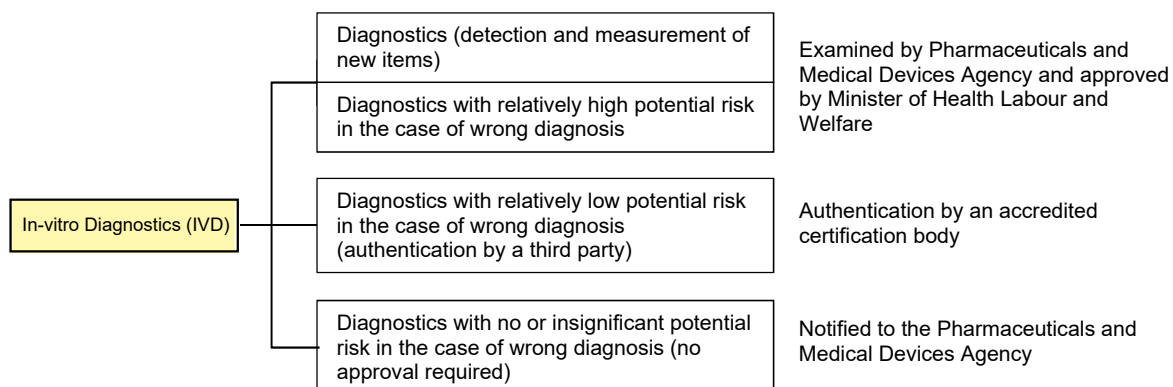 Diagnostics (detection and measurement of
new items)
Diagnostics with relatively high potential risk
in the case of wrong diagnosis
Examined by Pharmaceuticals and
Medical Devices Agency and approved
by Minister of Health Labour and
Welfare
In-vitro Diagnostics (IVD)
Diagnostics with relatively low potential risk
in the case of wrong diagnosis
(authentication by a third party)
Authentication by an accredited
certification body
Diagnostics with no or insignificant potential
risk in the case of wrong diagnosis (no
approval required)
Notified to the Pharmaceuticals and
Medical Devices Agency